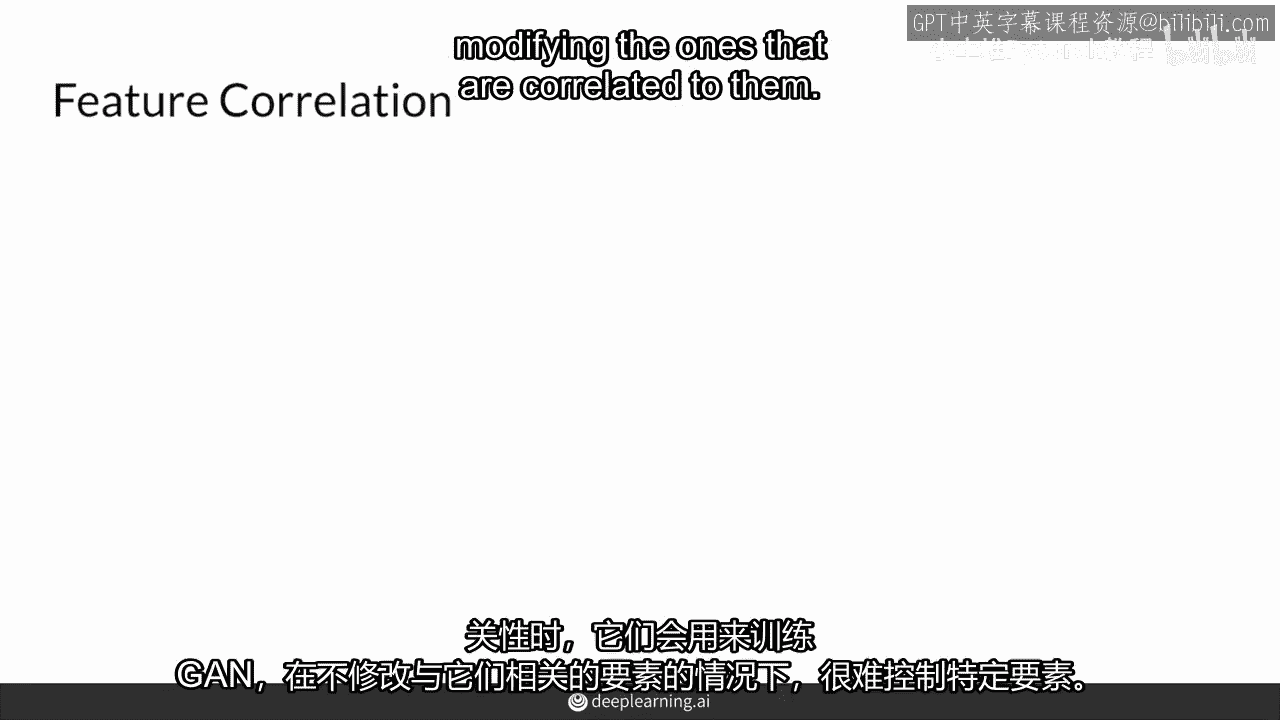 GPT中英字幕课程资源@bilibili.com
modifying the ones that
are correlated to them.
Feature Correlation
关性时，它们会用来训练
GAN，在不修改与它们相关的要素的情况下，很难控制特定要素。
deeplearning.ai